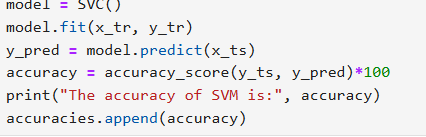 model = SVC()
model.fit(x_tr, y_tr)
y_pred = model.predict(x_ts)
accuracy = accuracy_score(y_ts, y_pred)*100
print("The accuracy of SVM is:", accuracy)
accuracies.append(accuracy)